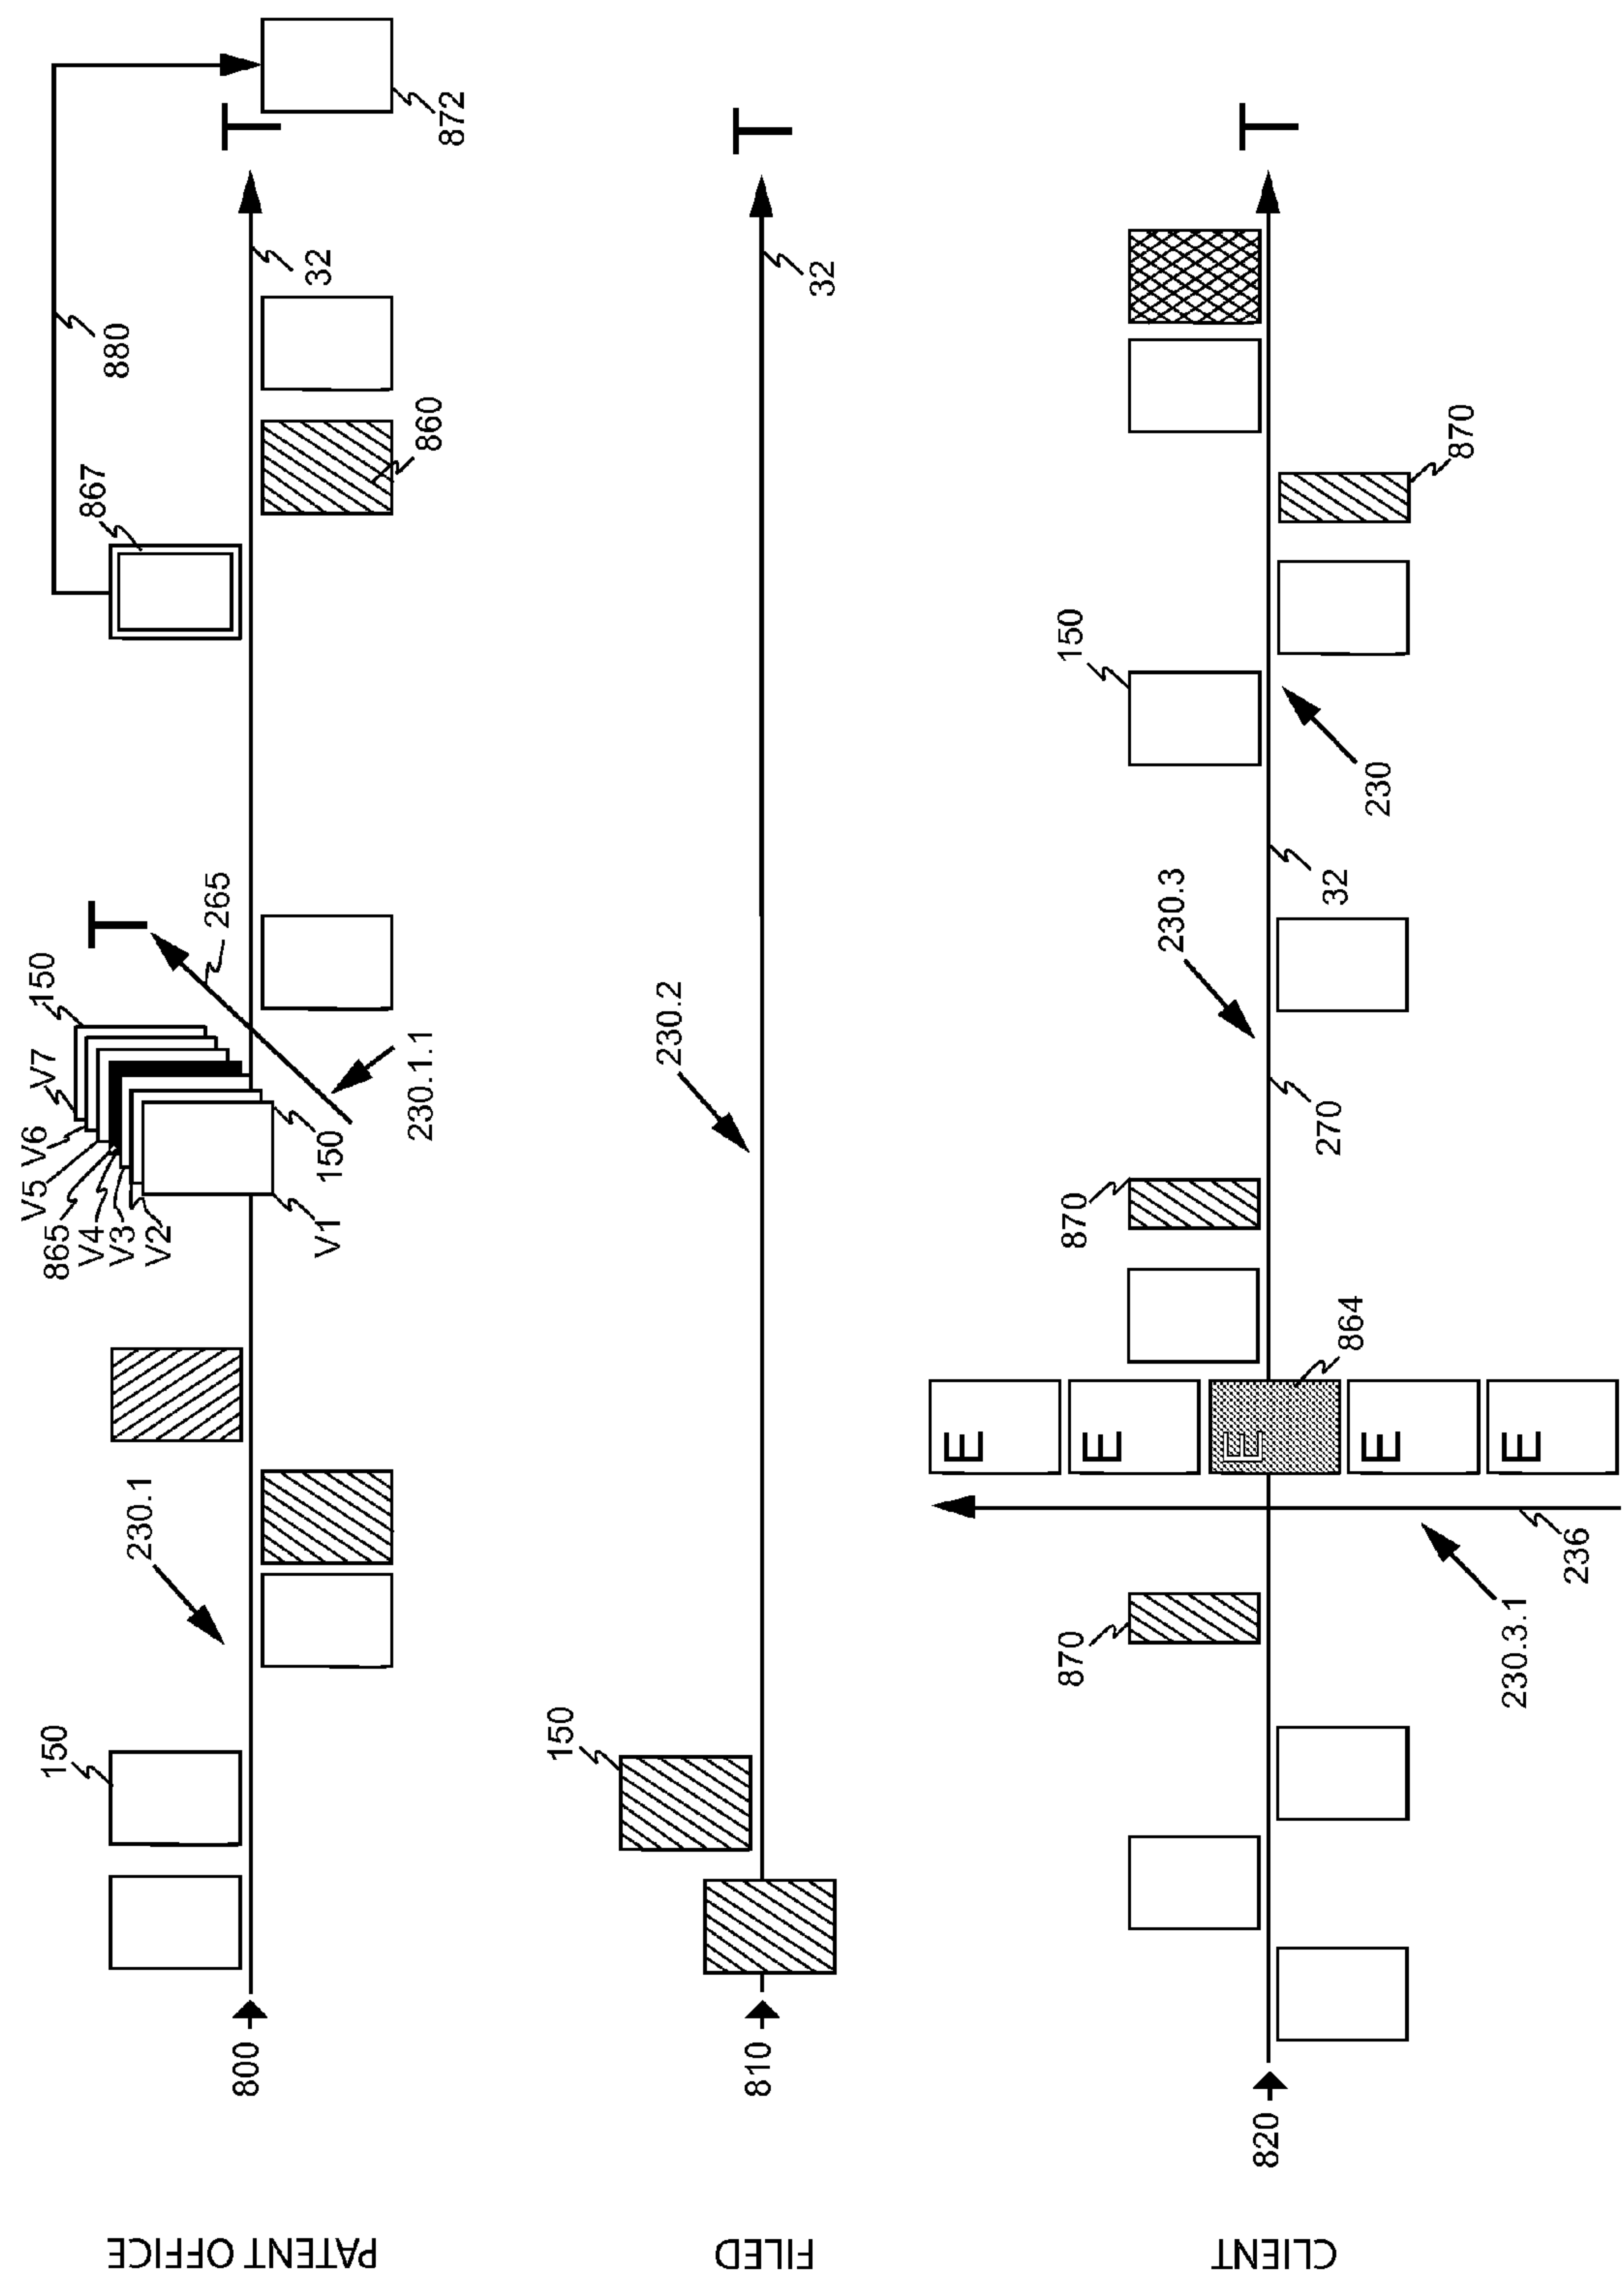 PATENT OFFICE
800
150
230.1
V1
V2
V3
V4
865
V5
V6
V7
150
150
230.1.1
265
T
867
860
880
32
T
872
FILED
810
150
230.2
32
T
CLIENT
820
870
230.3.1
236
E
E
E
E
E
864
870
270
230.3
32
230
150
870
T